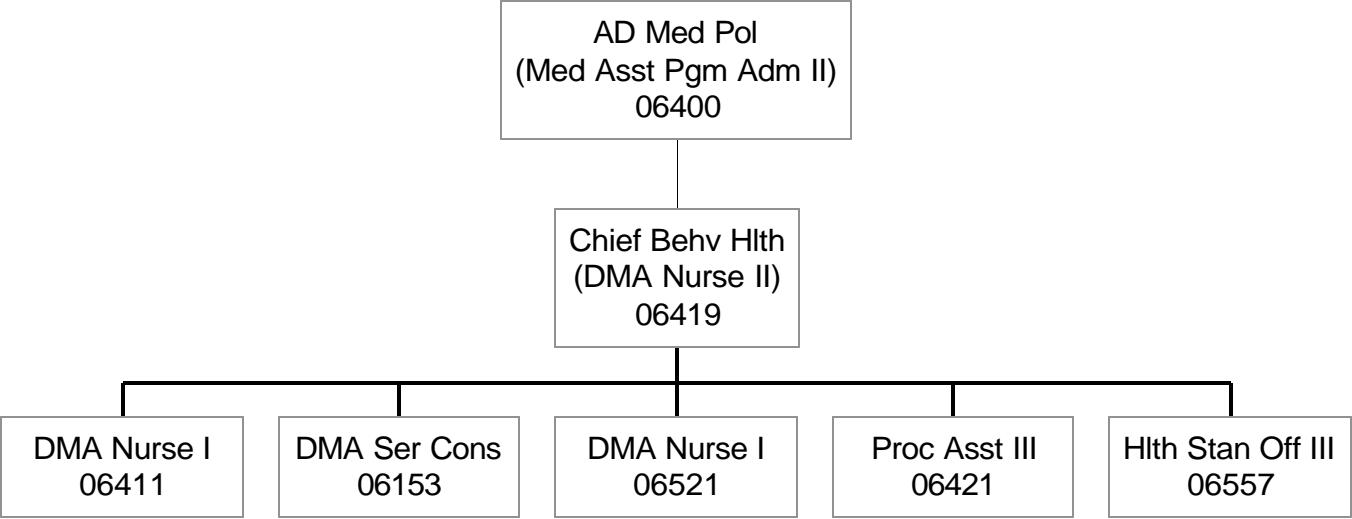 AD Med Pol
(Med Asst Pgm Adm II)
06400
Chief Behv Hlth
(DMA Nurse II)
06419
DMA Nurse I
06411
DMA Ser Cons
06153
DMA Nurse I
06521
Proc Asst III
06421
Hlth Stan Off III
06557